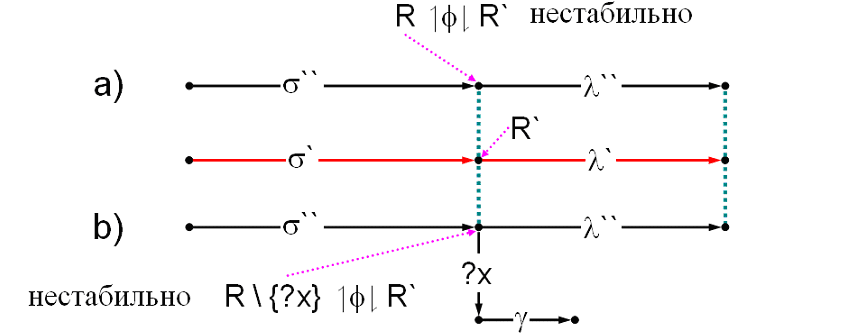 R ⌉ϕ⌊ R` нестабильно
a) σ`` λ``
R`
σ` λ`
b) σ`` λ``
?x
нестабильно R \ {?x} ⌉ϕ⌊ R`
γ